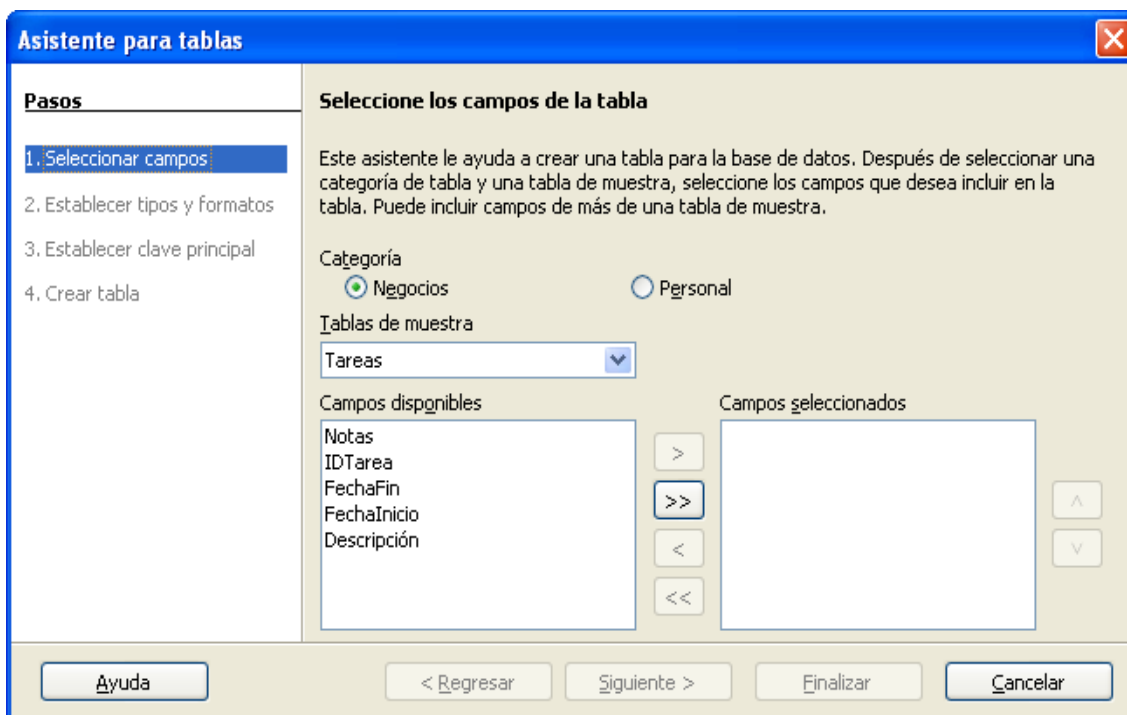 Asistente para tablas
Pasos
1. Seleccionar campos
2. Establecer tipos y formatos
3. Establecer clave principal
4. Crear tabla
Seleccione los campos de la tabla
Este asistente le ayuda a crear una tabla para la base de datos. Después de seleccionar una
categoría de tabla y una tabla de muestra, seleccione los campos que desea incluir en la
tabla. Puede incluir campos de más de una tabla de muestra.
Categoría
Negocios Personal
Tablas de muestra
Tareas
Campos disponibles
Notas
IDTarea
FechaFin
FechaInicio
Descripción
>
>>
<
<<
Campos seleccionados
Ayuda < Regresar Siguiente > Finalizar Cancelar